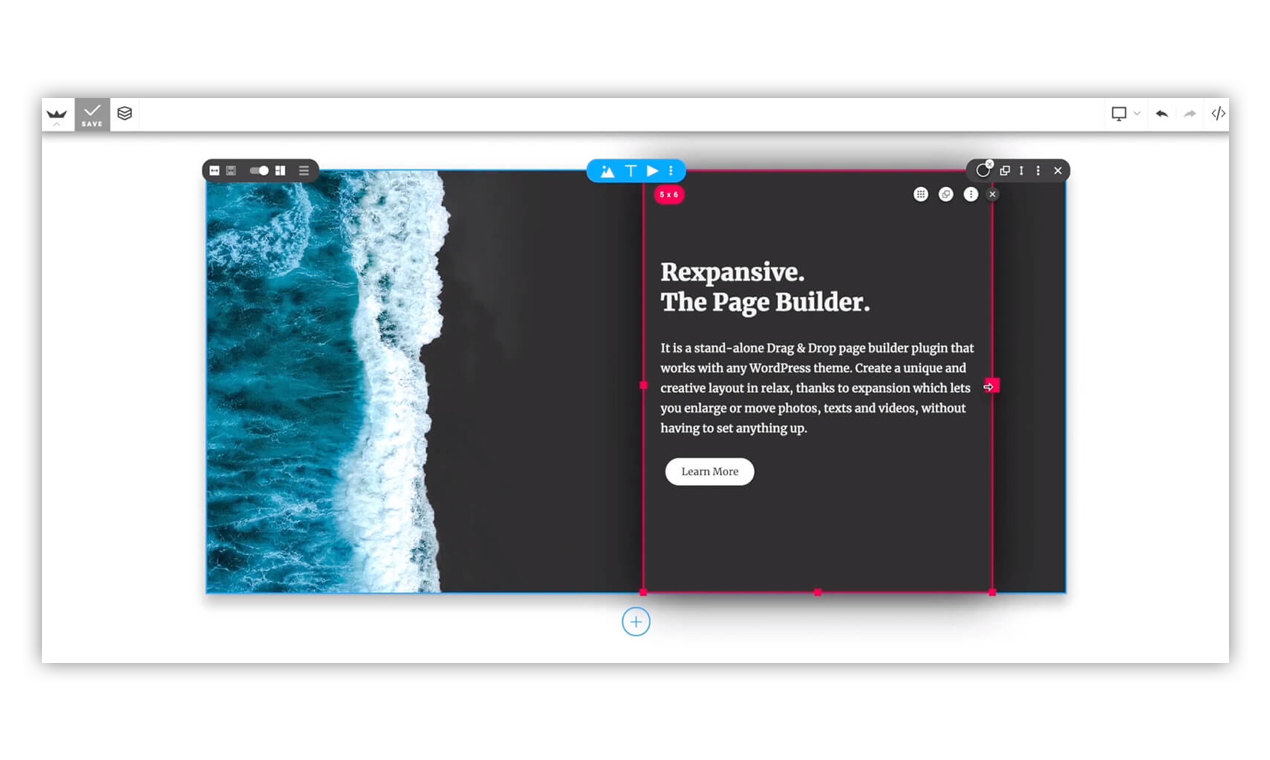 SAVE
5 x 6
Rexpansive.
The Page Builder.
It is a stand-alone Drag & Drop page builder plugin that
works with any WordPress theme. Create a unique and
creative layout in relax, thanks to expansion which lets
you enlarge or move photos, texts and videos, without
having to set anything up.
Learn More